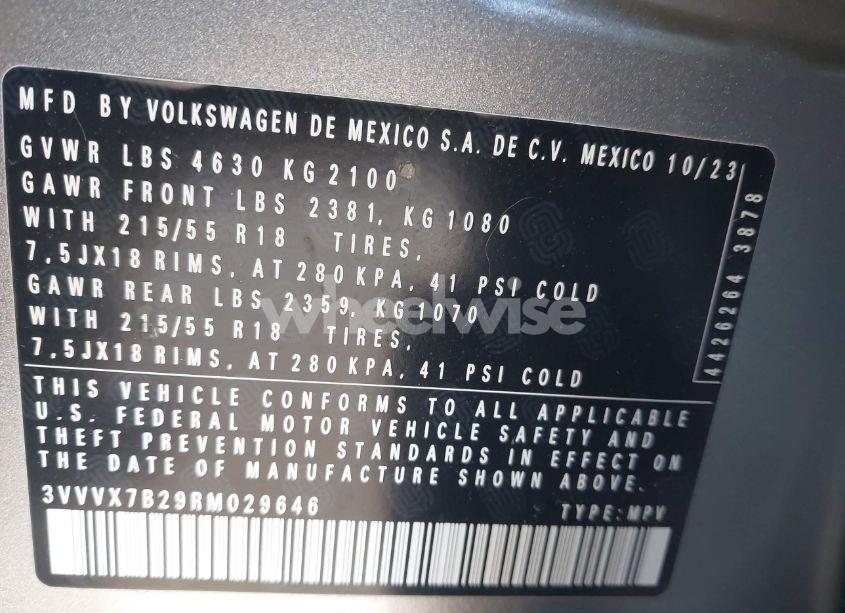 MFD BY VOLKSWAGEN DE MEXICO S.A. DE C.V. MEXICO 10/23
GVWR LBS 4630 KG 2100
GAWR FRONT LBS 2381, KG 1080
WITH 215/55 R18 TIRES,
7,5JX18 RIMS, AT 280 KPA, 41 PSI COLD
GAWR REAR LBS 2359, KG 1070
WITH 215/55 R18 TIRES,
7,5JX18 RIMS, AT 280 KPA, 41 PSI COLD
4426264 3878
wheelwise
THIS VEHICLE CONFORMS TO ALL APPLICABLE
U.S. FEDERAL MOTOR VEHICLE SAFETY AND
THEFT PREVENTION STANDARDS IN EFFECT ON
THE DATE OF MANUFACTURE SHOWN ABOVE.
3VVVX7B29RM029646 TYPE: MPV